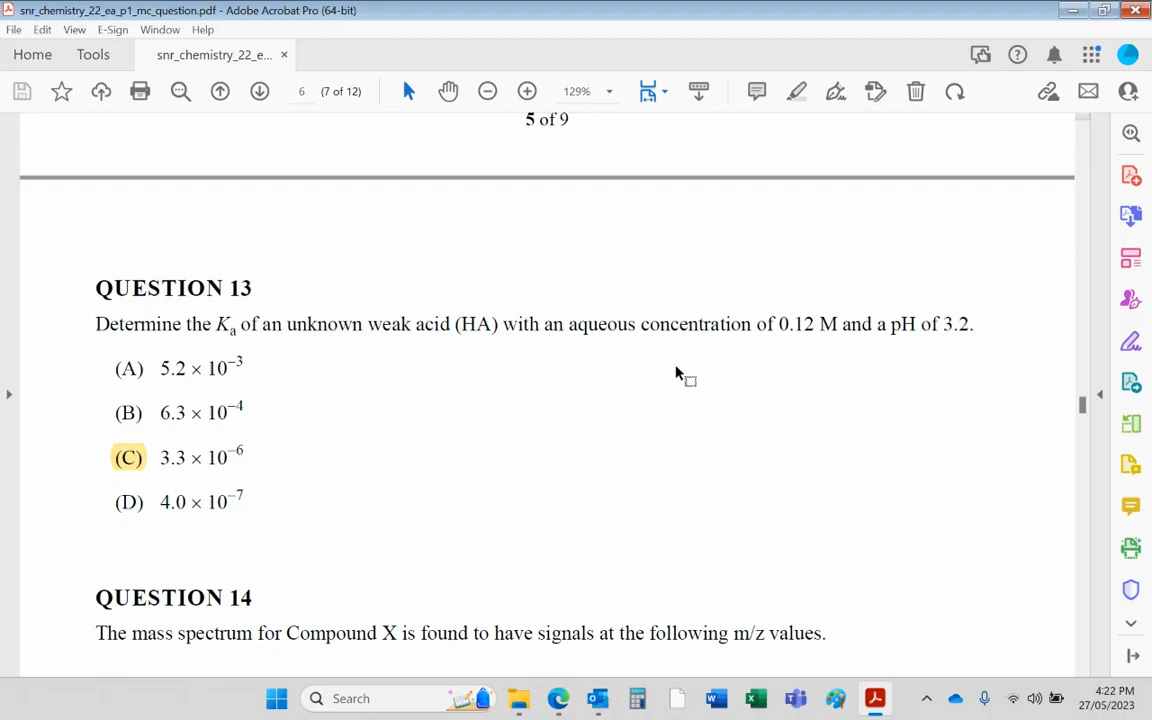 snr_chemistry_22_ea_p1_mc_question.pdf - Adobe Acrobat Pro (64-bit)
File Edit View E-Sign Window Help
Home Tools snr_chemistry_22_e... ×
6 (7 of 12) 129%
5 of 9
QUESTION 13
Determine the Kₐ of an unknown weak acid (HA) with an aqueous concentration of 0.12 M and a pH of 3.2.
(A) 5.2 × 10⁻³
(B) 6.3 × 10⁻⁴
(C) 3.3 × 10⁻⁶
(D) 4.0 × 10⁻⁷
QUESTION 14
The mass spectrum for Compound X is found to have signals at the following m/z values.
Search
4:22 PM
27/05/2023